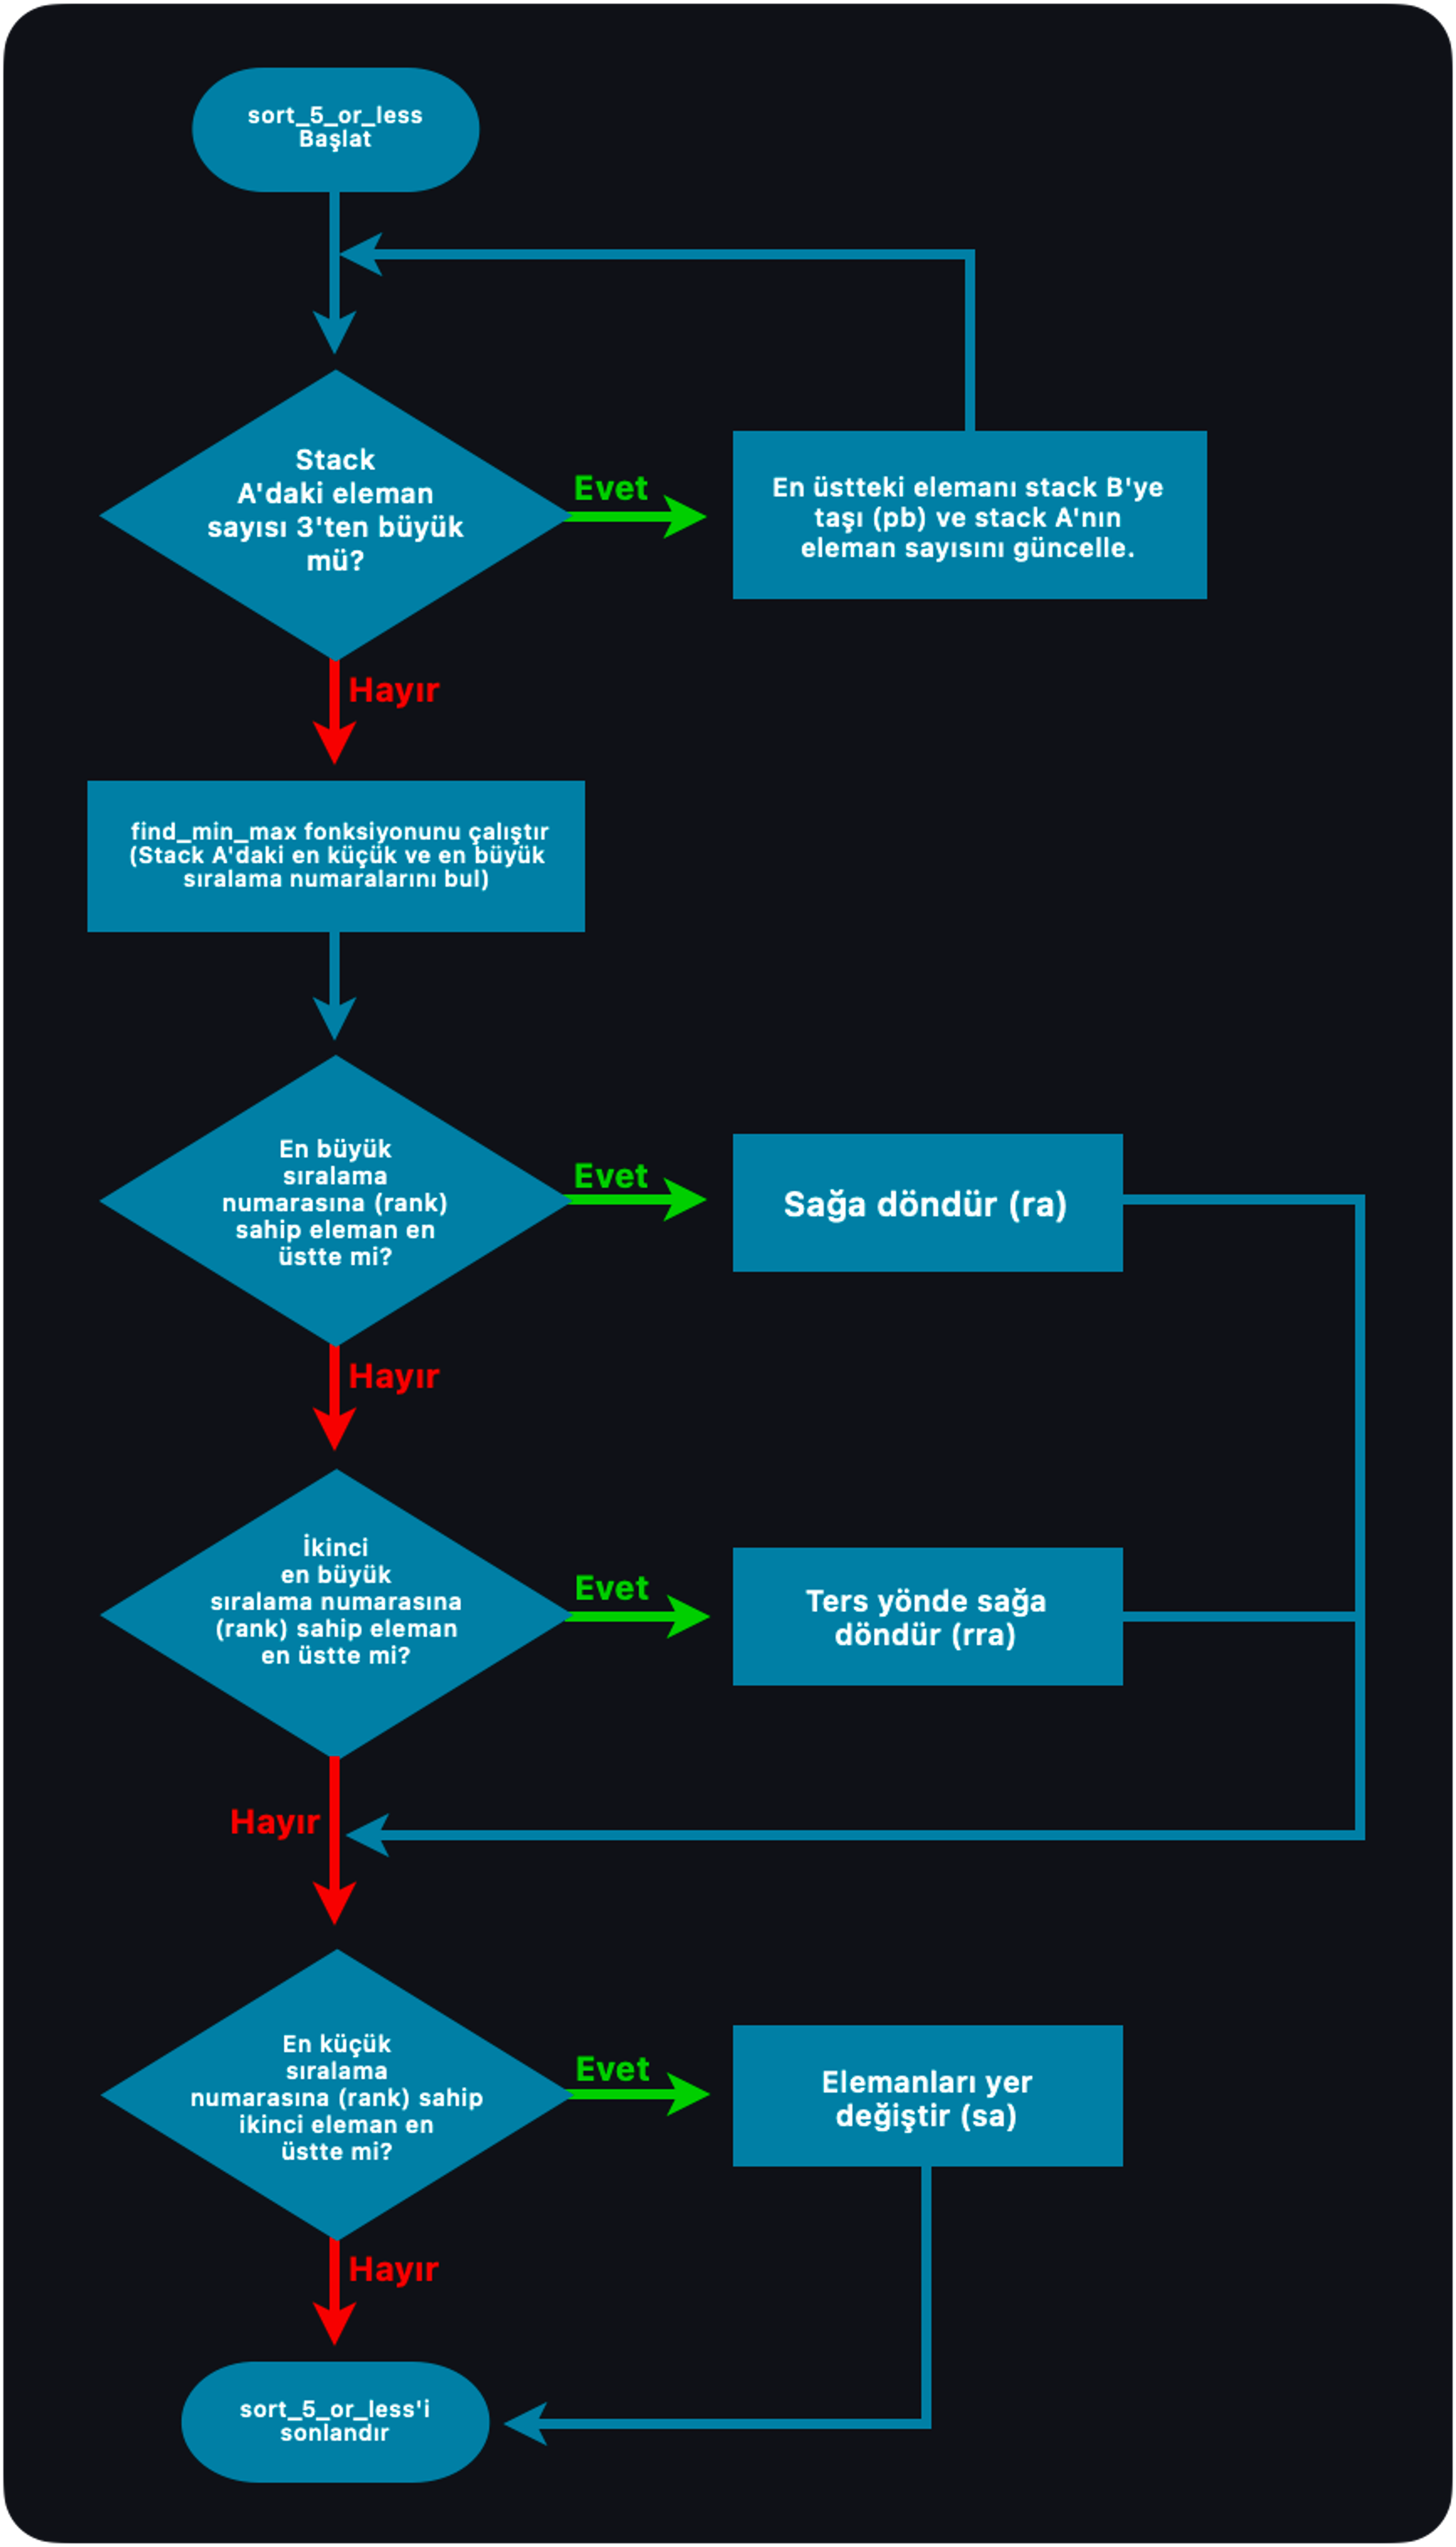 sort_5_or_less
Başlat
Stack
A'daki eleman
sayısı 3'ten büyük
mü?
Evet
En üstteki elemanı stack B'ye
taşı (pb) ve stack A'nın
eleman sayısını güncelle.
Hayır
find_min_max fonksiyonunu çalıştır
(Stack A'daki en küçük ve en büyük
sıralama numaralarını bul)
En büyük
sıralama
numarasına (rank)
sahip eleman en
üstte mi?
Evet
Sağa döndür (ra)
Hayır
İkinci
en büyük
sıralama numarasına
(rank) sahip eleman
en üstte mi?
Evet
Ters yönde sağa
döndür (rra)
Hayır
En küçük
sıralama
numarasına (rank) sahip
ikinci eleman en
üstte mi?
Evet
Elemanları yer
değiştir (sa)
Hayır
sort_5_or_less'i
sonlandır